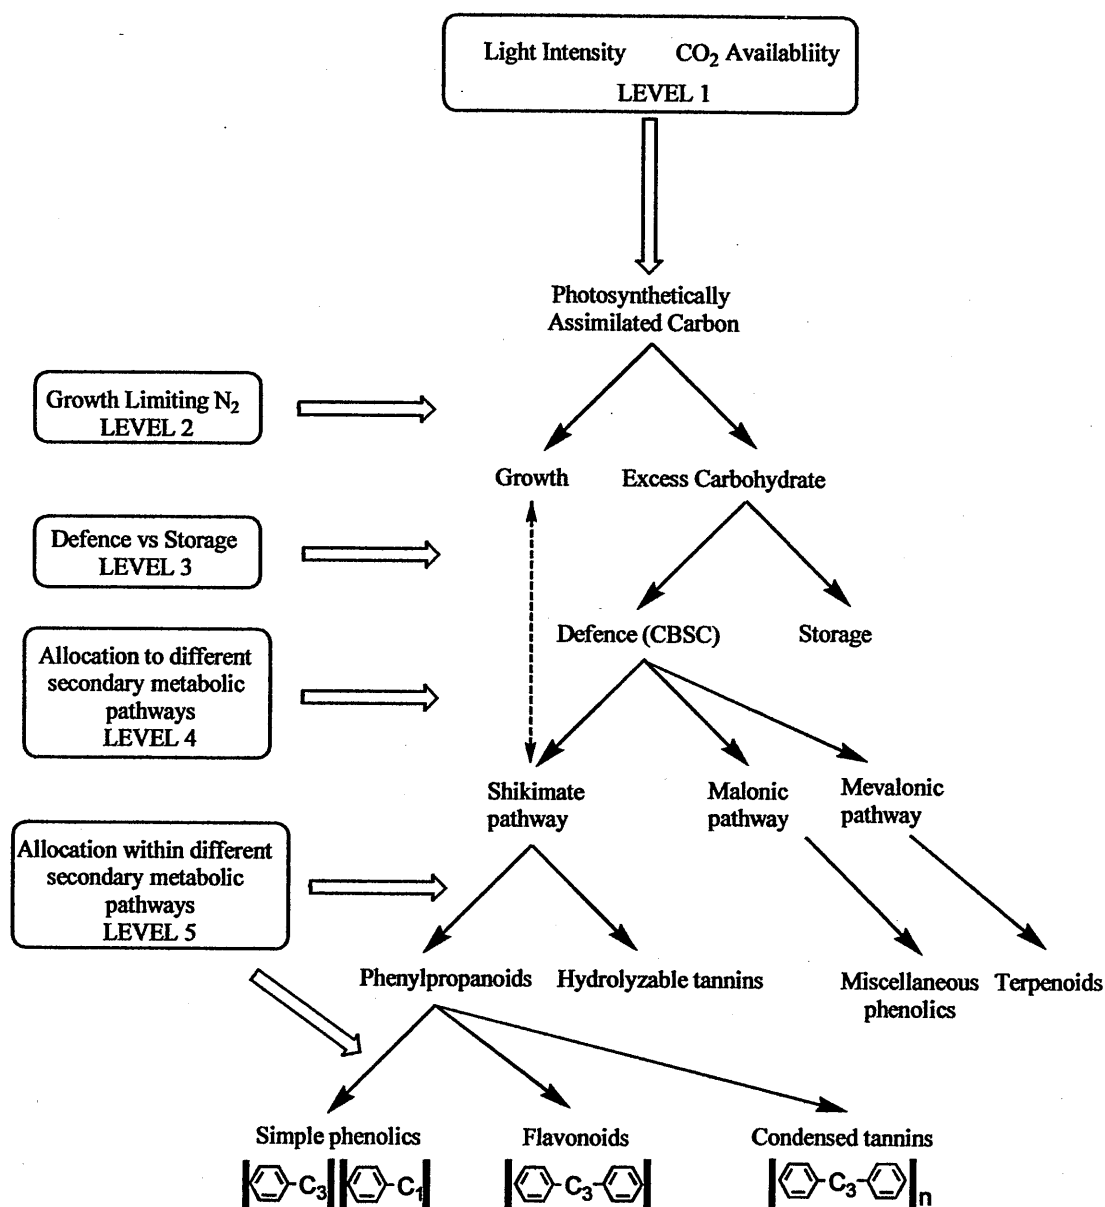 Light Intensity CO2 Availabliity
LEVEL 1
Photosynthetically
Assimilated Carbon
Growth Limiting N2
LEVEL 2
Growth Excess Carbohydrate
Defence vs Storage
LEVEL 3
Defence (CBSC) Storage
Allocation to different
secondary metabolic
pathways
LEVEL 4
Shikimate
pathway
Malonic
pathway
Mevalonic
pathway
Allocation within different
secondary metabolic
pathways
LEVEL 5
Phenylpropanoids Hydrolyzable tannins
Miscellaneous
phenolics
Terpenoids
Simple phenolics Flavonoids Condensed tannins
C3 C1 C3 C3 n